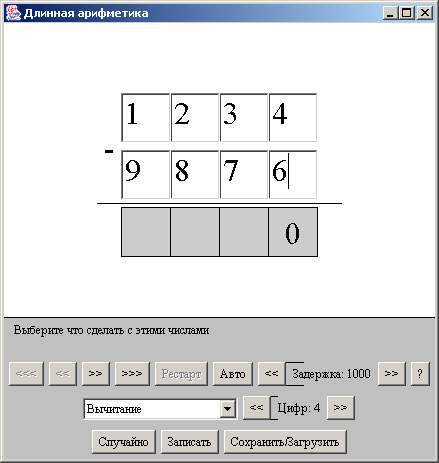 Длинная арифметика
1 2 3 4
-
9 8 7 6
0
Выберите что сделать с этими числами
<<< << >> >>> Рестарт Авто << Задержка: 1000 >> ?
Вычитание << Цифр: 4 >>
Случайно Записать Сохранить/Загрузить